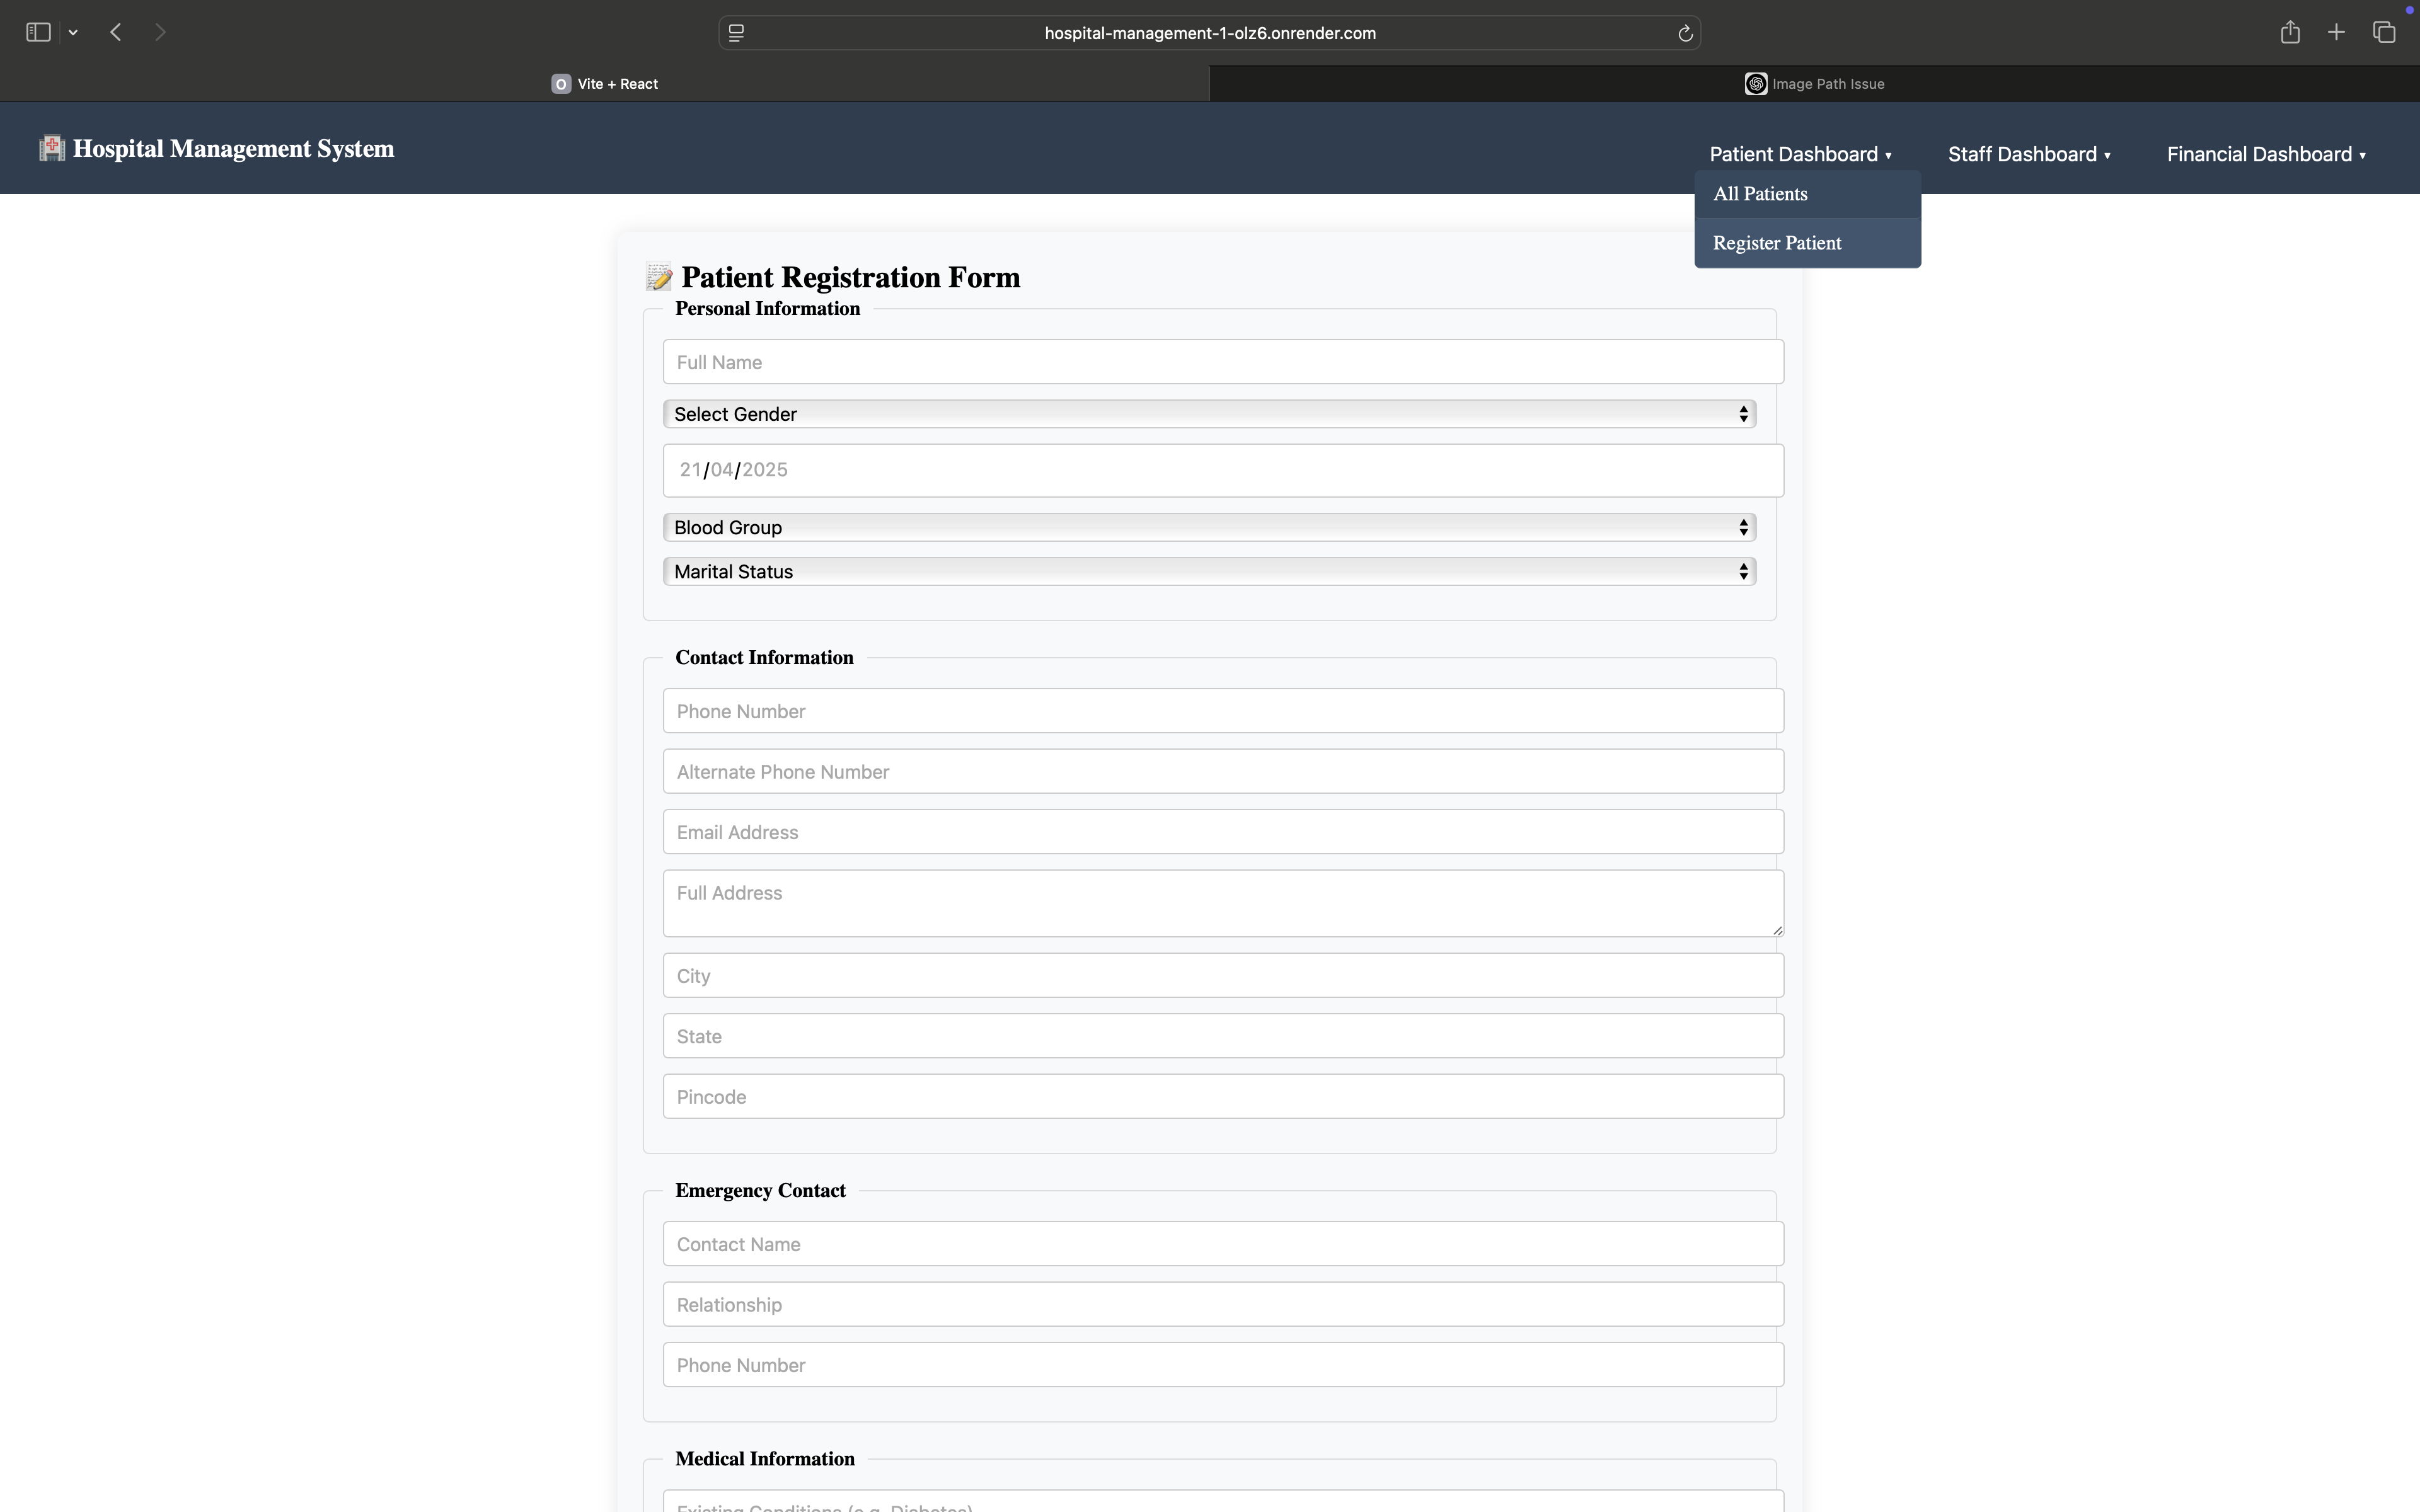 hospital-management-1-olz6.onrender.com
O Vite + React
Image Path Issue
Hospital Management System
Patient Dashboard ▾
Staff Dashboard ▾
Financial Dashboard ▾
All Patients
Register Patient
Patient Registration Form
Personal Information
Full Name
Select Gender
21/04/2025
Blood Group
Marital Status
Contact Information
Phone Number
Alternate Phone Number
Email Address
Full Address
City
State
Pincode
Emergency Contact
Contact Name
Relationship
Phone Number
Medical Information
Existing Conditions (e.g. Diabetes)